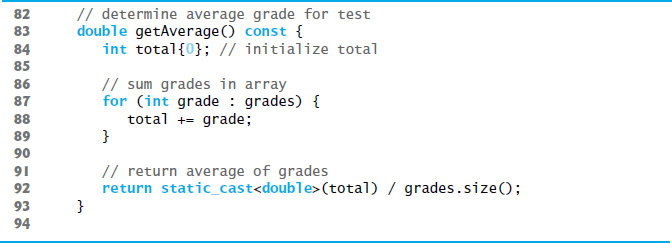 82 // determine average grade for test
83 double getAverage() const {
84 int total{0}; // initialize total
85
86 // sum grades in array
87 for (int grade : grades) {
88 total += grade;
89 }
90
91 // return average of grades
92 return static_cast<double>(total) / grades.size();
93 }
94